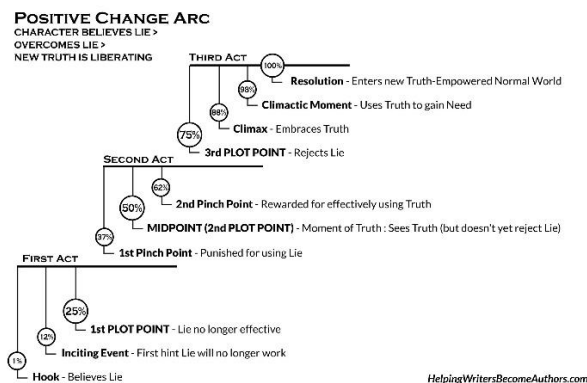 POSITIVE CHANGE ARC
CHARACTER BELIEVES LIE >
OVERCOMES LIE >
NEW TRUTH IS LIBERATING
THIRD ACT
100%
Resolution - Enters new Truth-Empowered Normal World
98%
Climactic Moment - Uses Truth to gain Need
88%
Climax - Embraces Truth
75%
3rd PLOT POINT - Rejects Lie
SECOND ACT
62%
2nd Pinch Point - Rewarded for effectively using Truth
50%
MIDPOINT (2nd PLOT POINT) - Moment of Truth : Sees Truth (but doesn't yet reject Lie)
37%
1st Pinch Point - Punished for using Lie
FIRST ACT
25%
1st PLOT POINT - Lie no longer effective
12%
Inciting Event - First hint Lie will no longer work
1%
Hook - Believes Lie
HelpingWritersBecomeAuthors.com